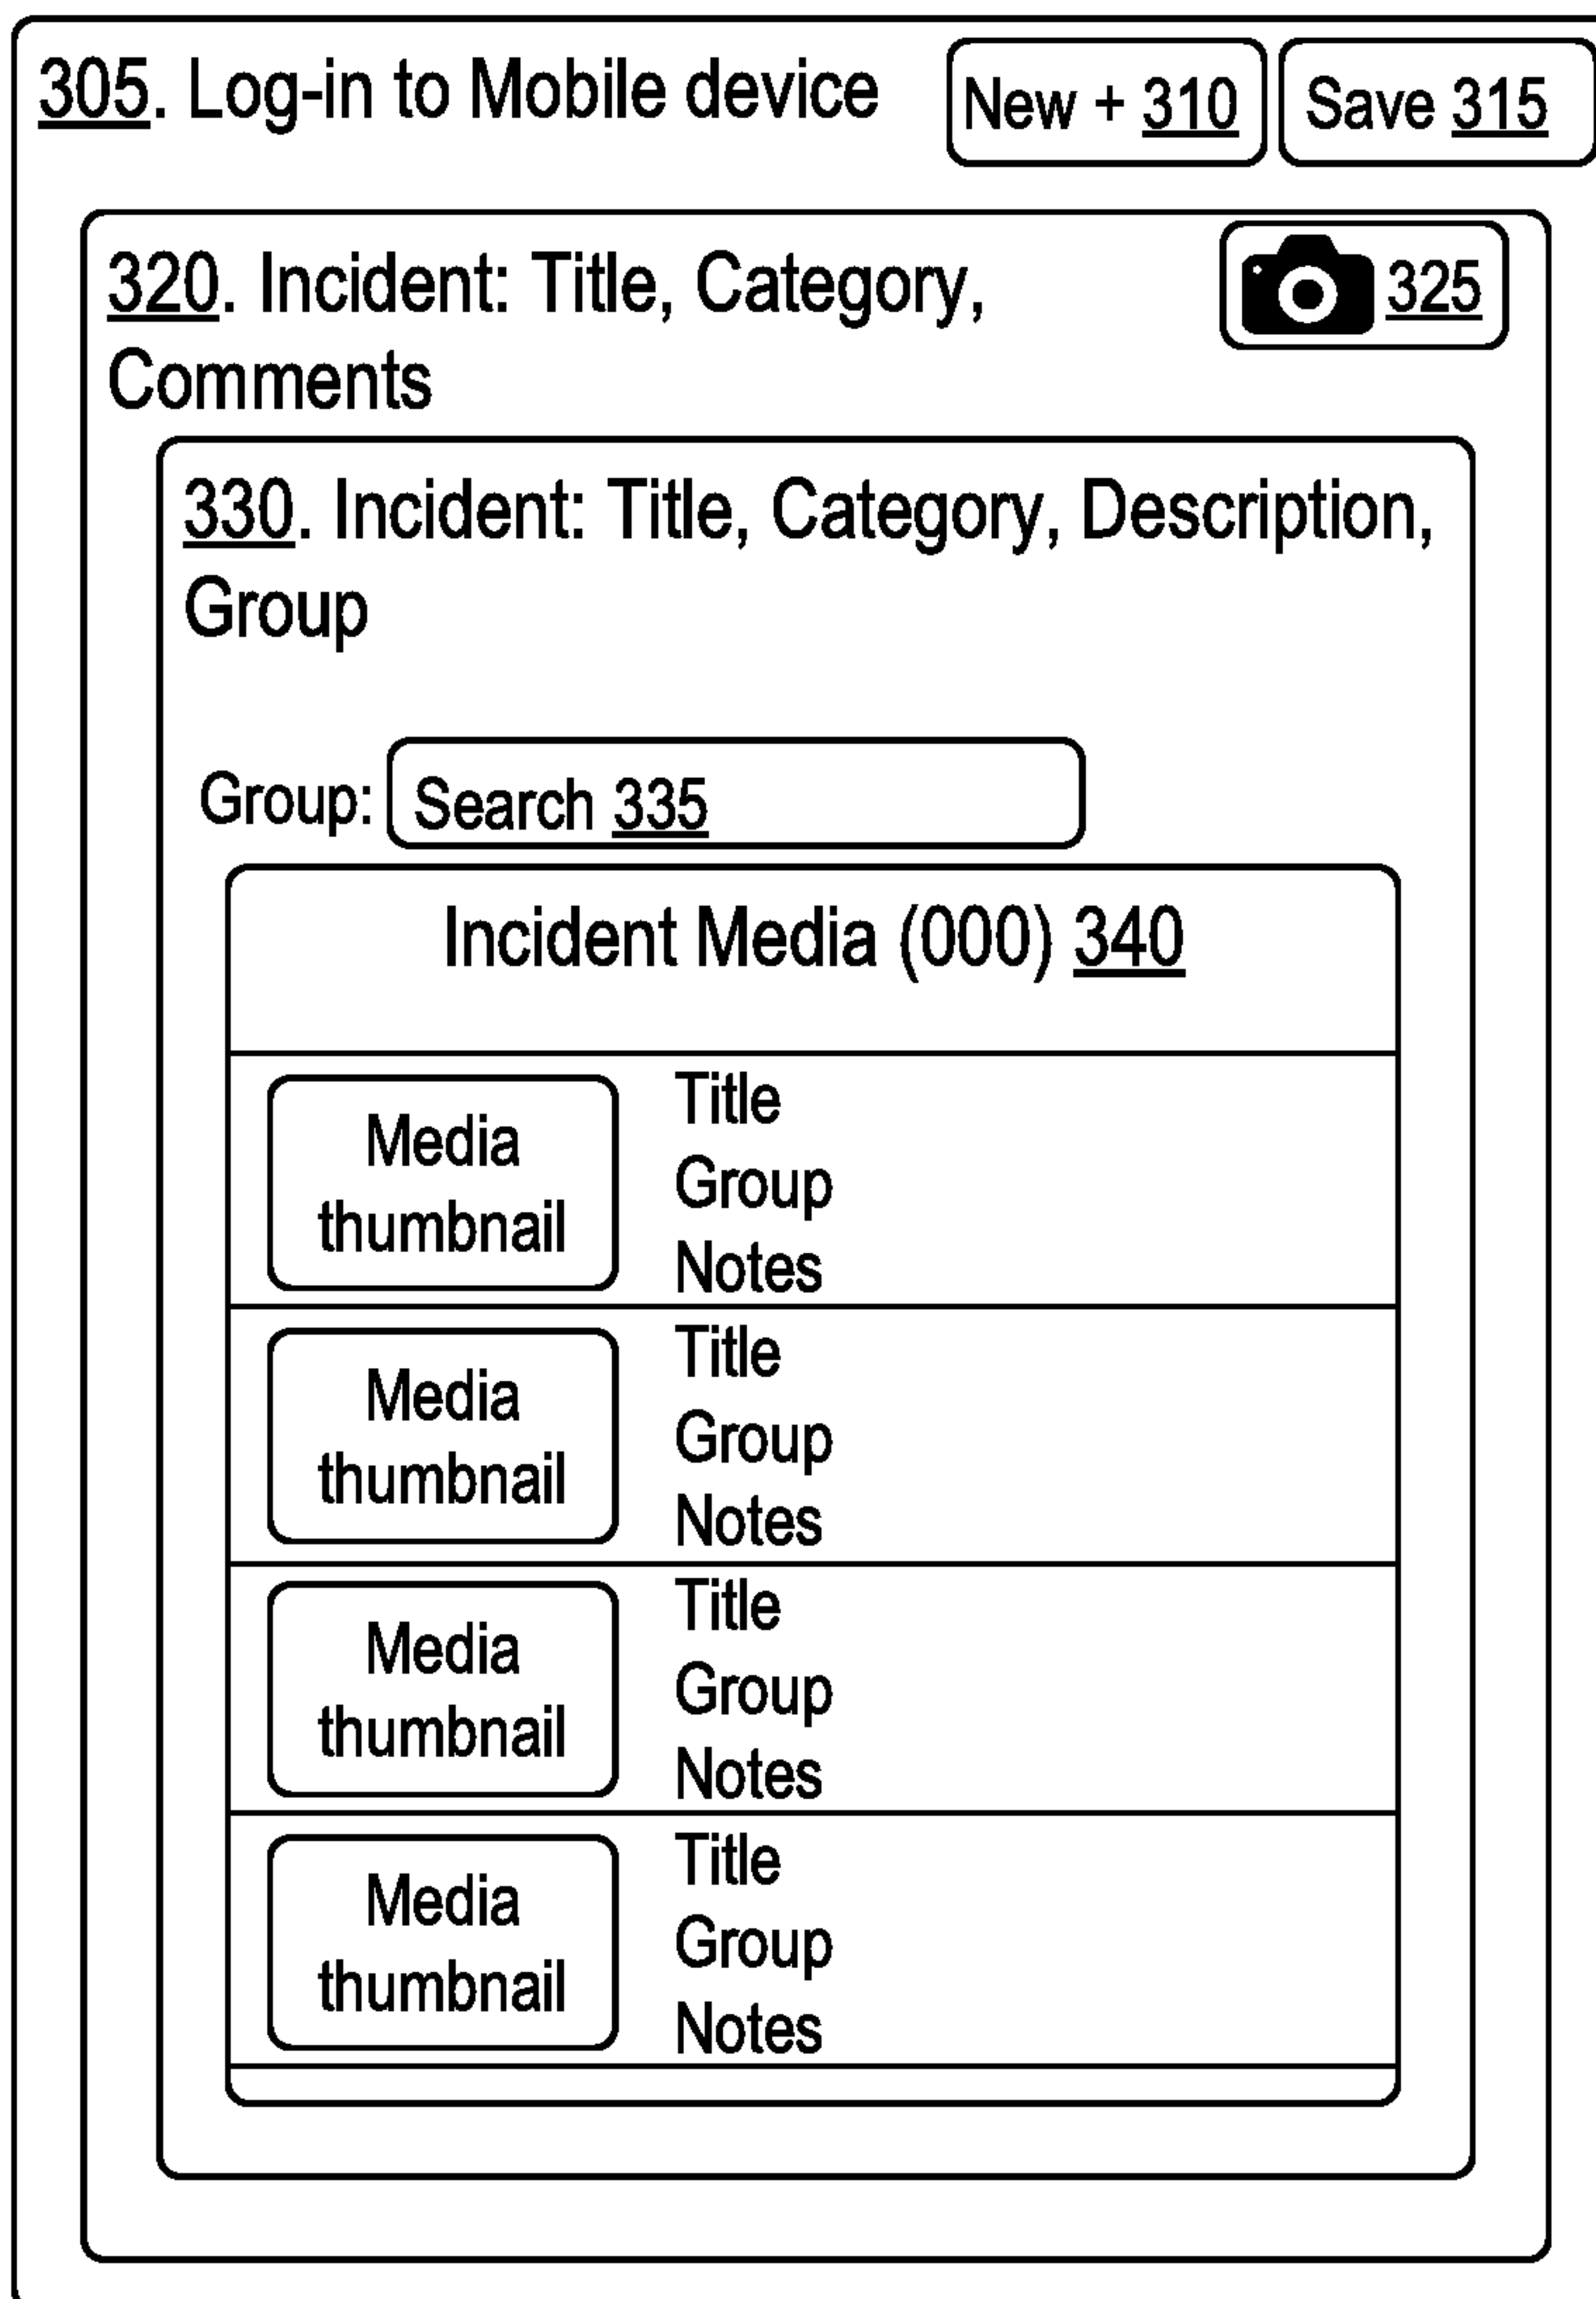 305. Log-in to Mobile device
New + 310
Save 315
320. Incident: Title, Category,
Comments
325
330. Incident: Title, Category, Description,
Group
Group:
Search 335
Incident Media (000) 340
Media
thumbnail
Title
Group
Notes
Media
thumbnail
Title
Group
Notes
Media
thumbnail
Title
Group
Notes
Media
thumbnail
Title
Group
Notes